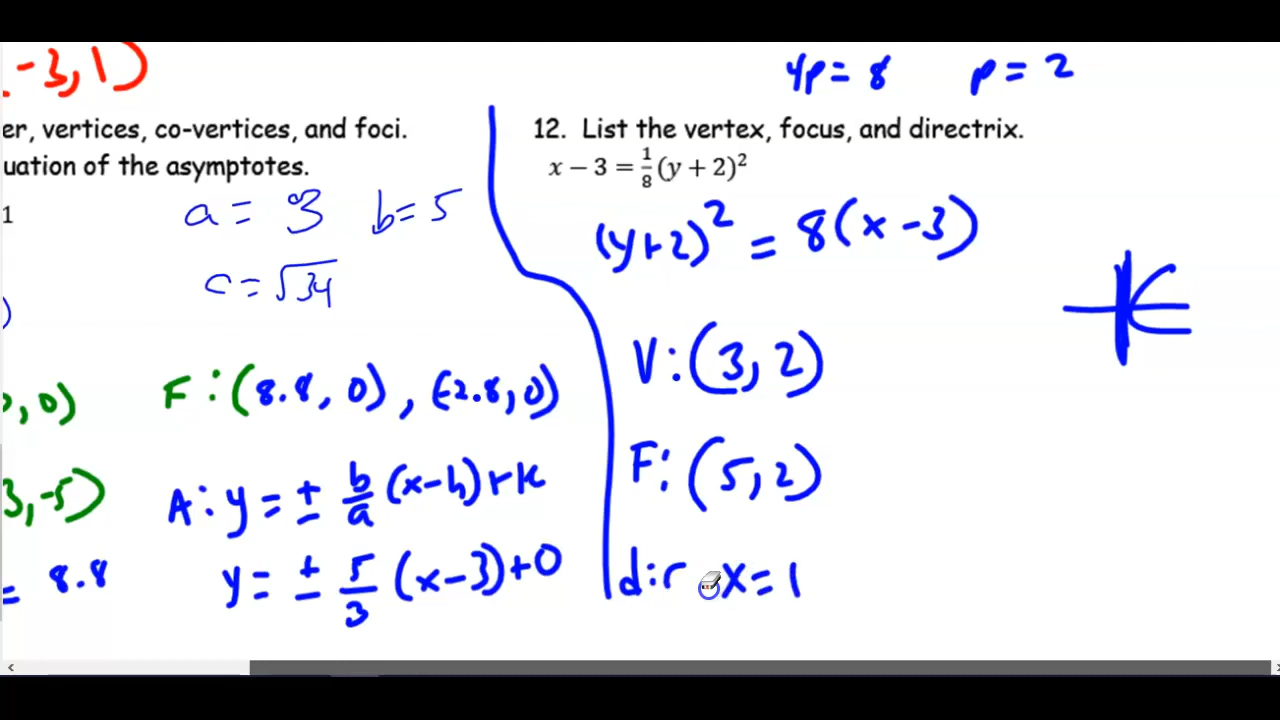 -3, 1)
4p = 8 p = 2
er, vertices, co-vertices, and foci.
uation of the asymptotes.
1
a = 3 b = 5
c = √34
)
, 0)
F : (8.8, 0), (-2.8, 0)
3, -5)
A : y = ± b/a (x-h)+k
= 8.8
y = ± 5/3 (x-3)+0
12. List the vertex, focus, and directrix.
x − 3 = 1/8 (y + 2)²
(y+2)² = 8(x-3)
V : (3, 2)
F : (5, 2)
dir x = 1